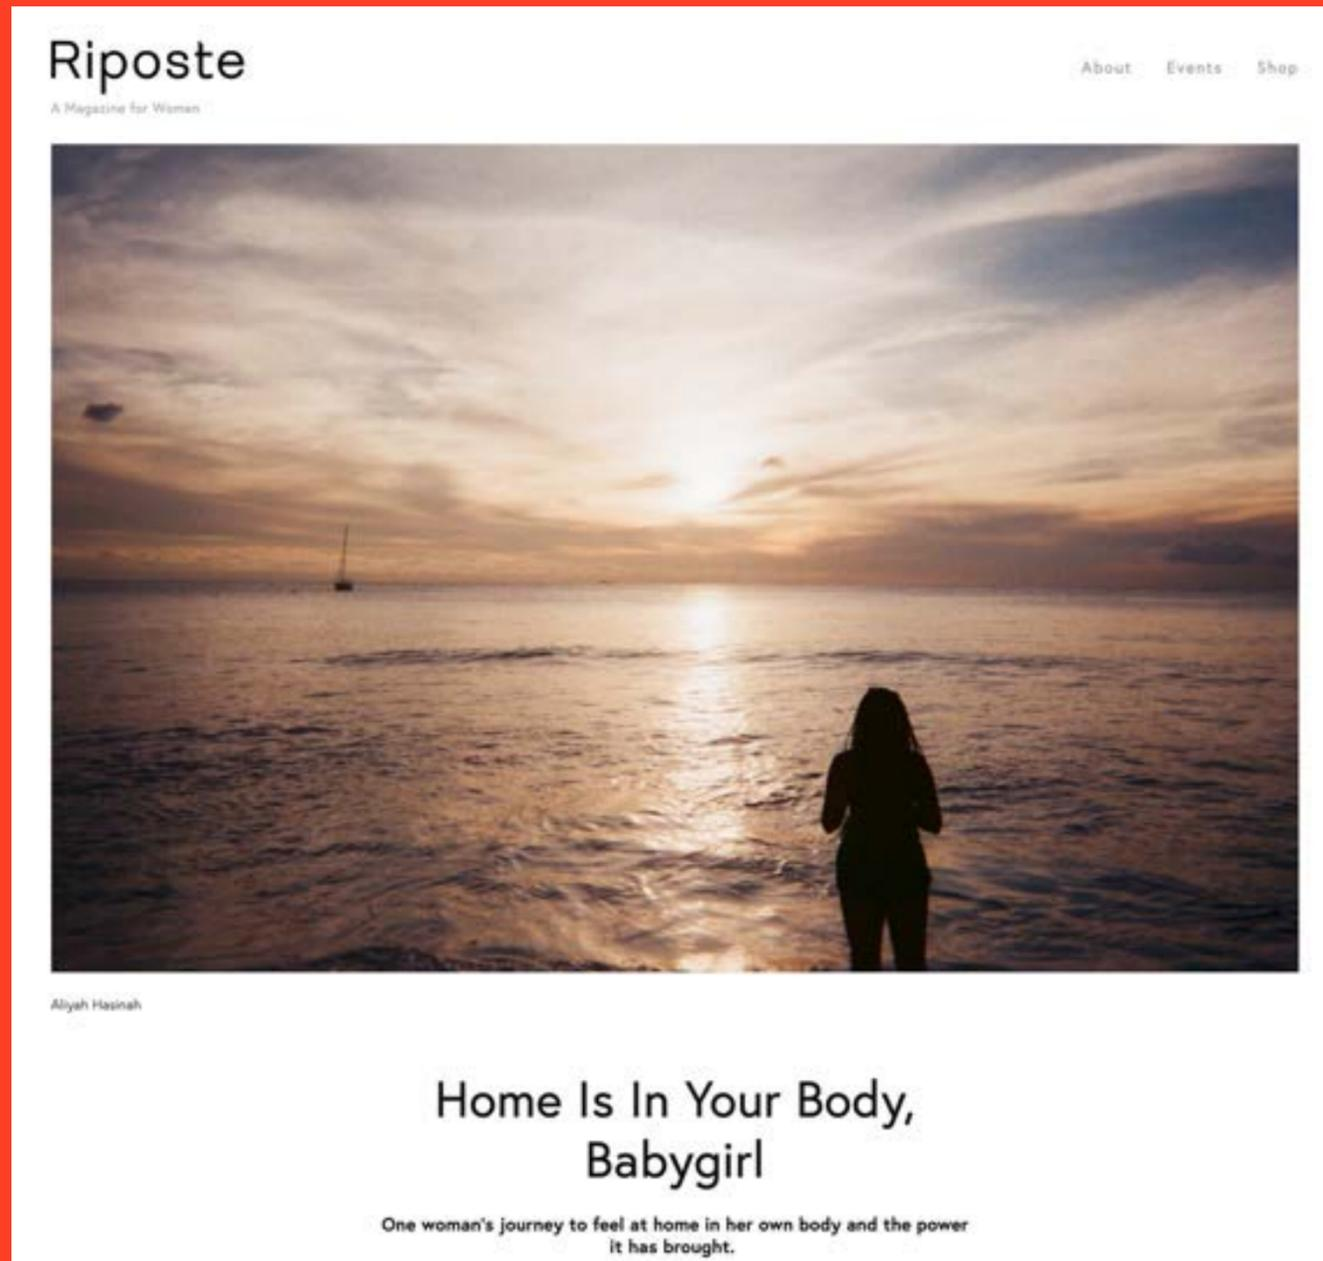 Riposte
About Events Shop
A Magazine for Women
Aliyah Hasinah
Home Is In Your Body,
Babygirl
One woman's journey to feel at home in her own body and the power
it has brought.